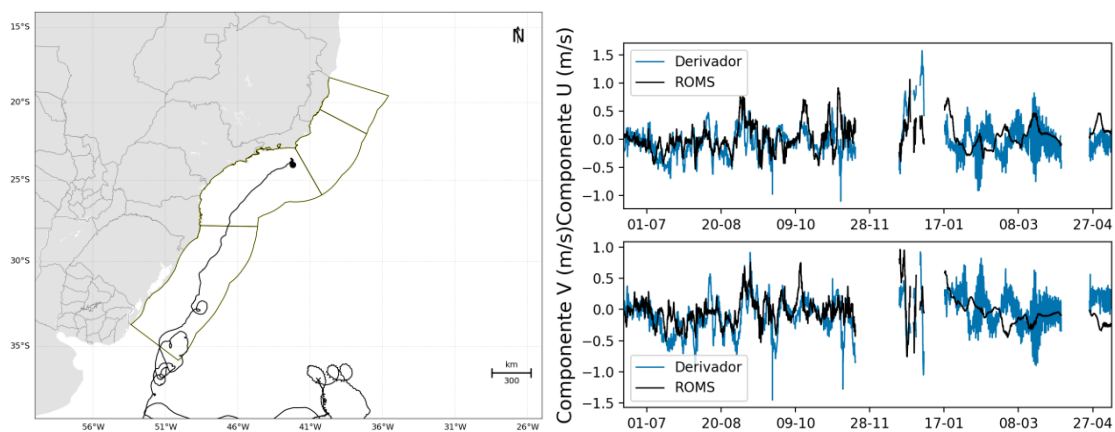 15°S
20°S
25°S
30°S
35°S
56°W
51°W
46°W
41°W
36°W
31°W
26°W
N
km
300
Componente U (m/s)
1.5
1.0
0.5
0.0
−0.5
−1.0
Derivador
ROMS
01-07
20-08
09-10
28-11
17-01
08-03
27-04
Componente V (m/s)
1.0
0.5
0.0
−0.5
−1.0
−1.5
Derivador
ROMS
01-07
20-08
09-10
28-11
17-01
08-03
27-04